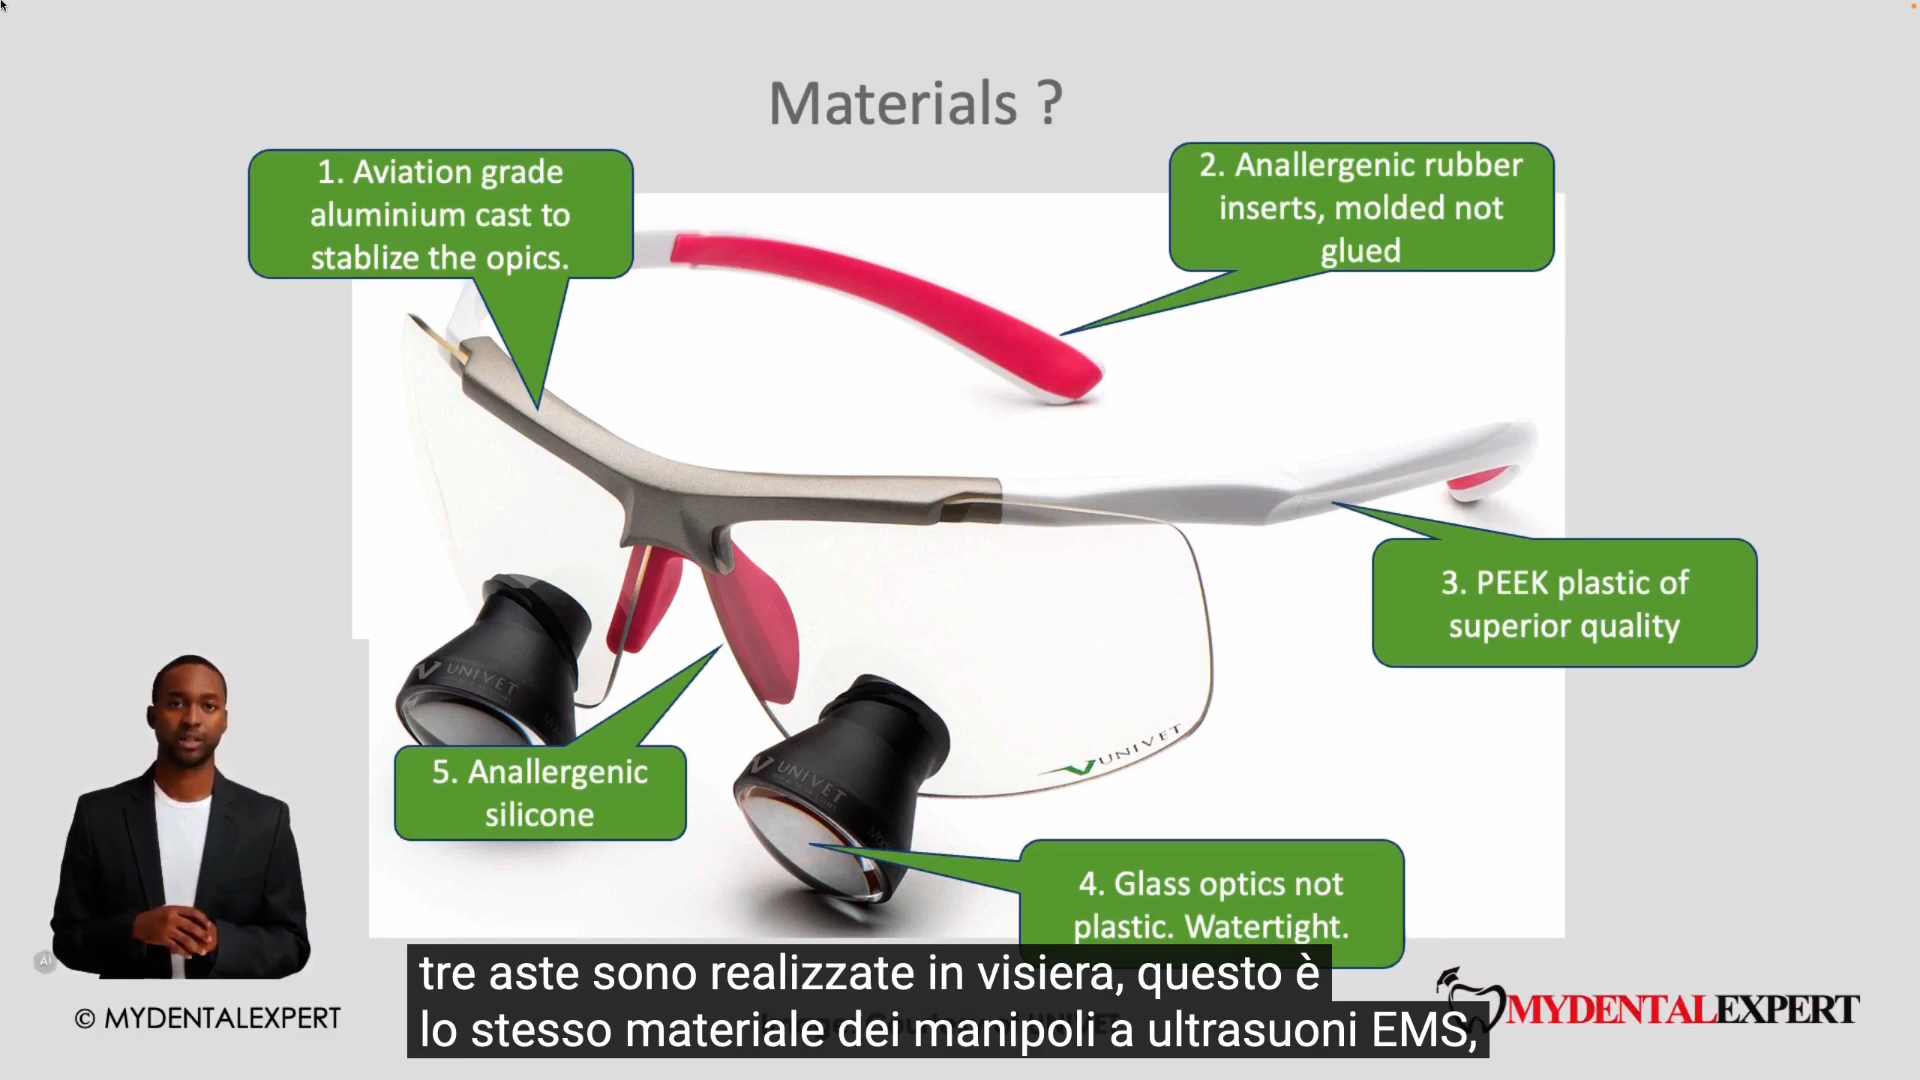 Materials ?
1. Aviation grade
aluminium cast to
stablize the opics.
2. Anallergenic rubber
inserts, molded not
glued
3. PEEK plastic of
superior quality
UNIVET
5. Anallergenic
silicone
UNIVET
UNIVET
4. Glass optics not
plastic. Watertight.
tre aste sono realizzate in visiera, questo è
lo stesso materiale dei manipoli a ultrasuoni EMS,
AI
© MYDENTALEXPERT
MYDENTALEXPERT